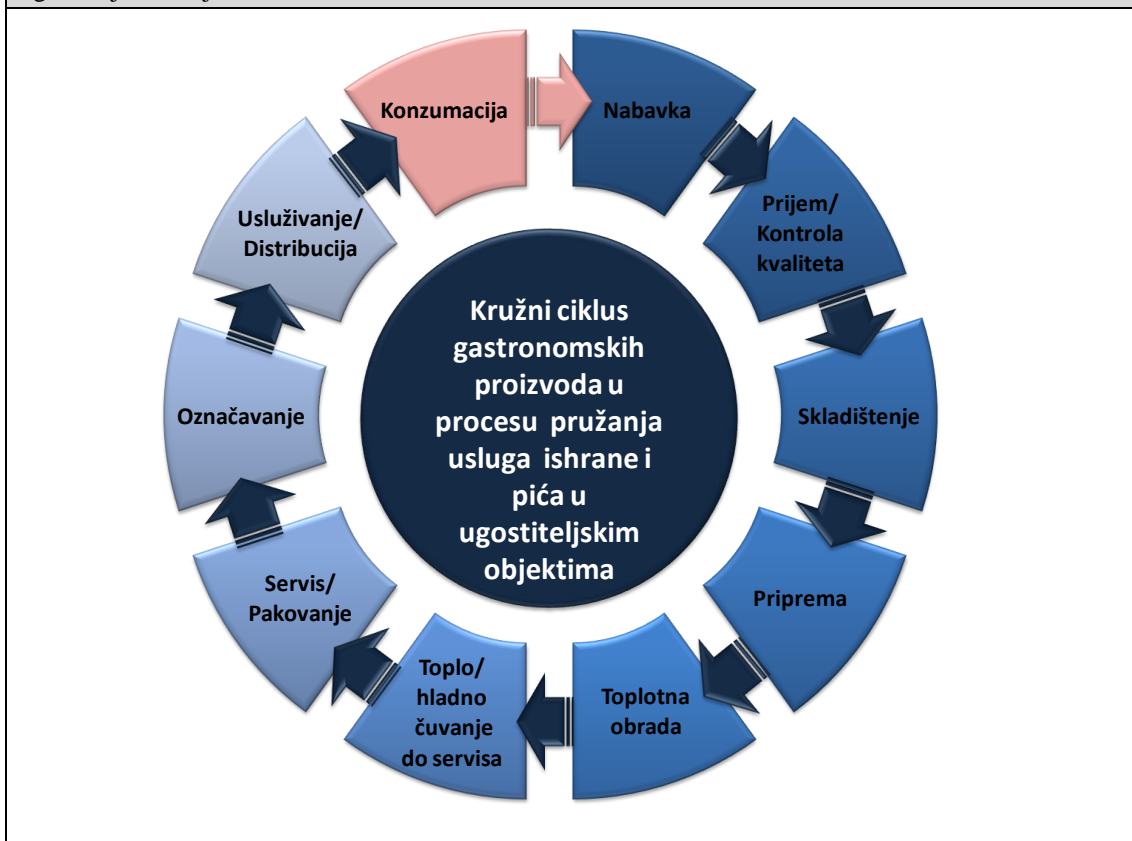 Konzumacija
Nabavka
Prijem/
Kontrola
kvaliteta
Skladištenje
Priprema
Toplotna
obrada
Toplo/
hladno
čuvanje
do servisa
Servis/
Pakovanje
Označavanje
Usluživanje/
Distribucija
Kružni ciklus
gastronomskih
proizvoda u
procesu pružanja
usluga ishrane i
pića u
ugostiteljskim
objektima